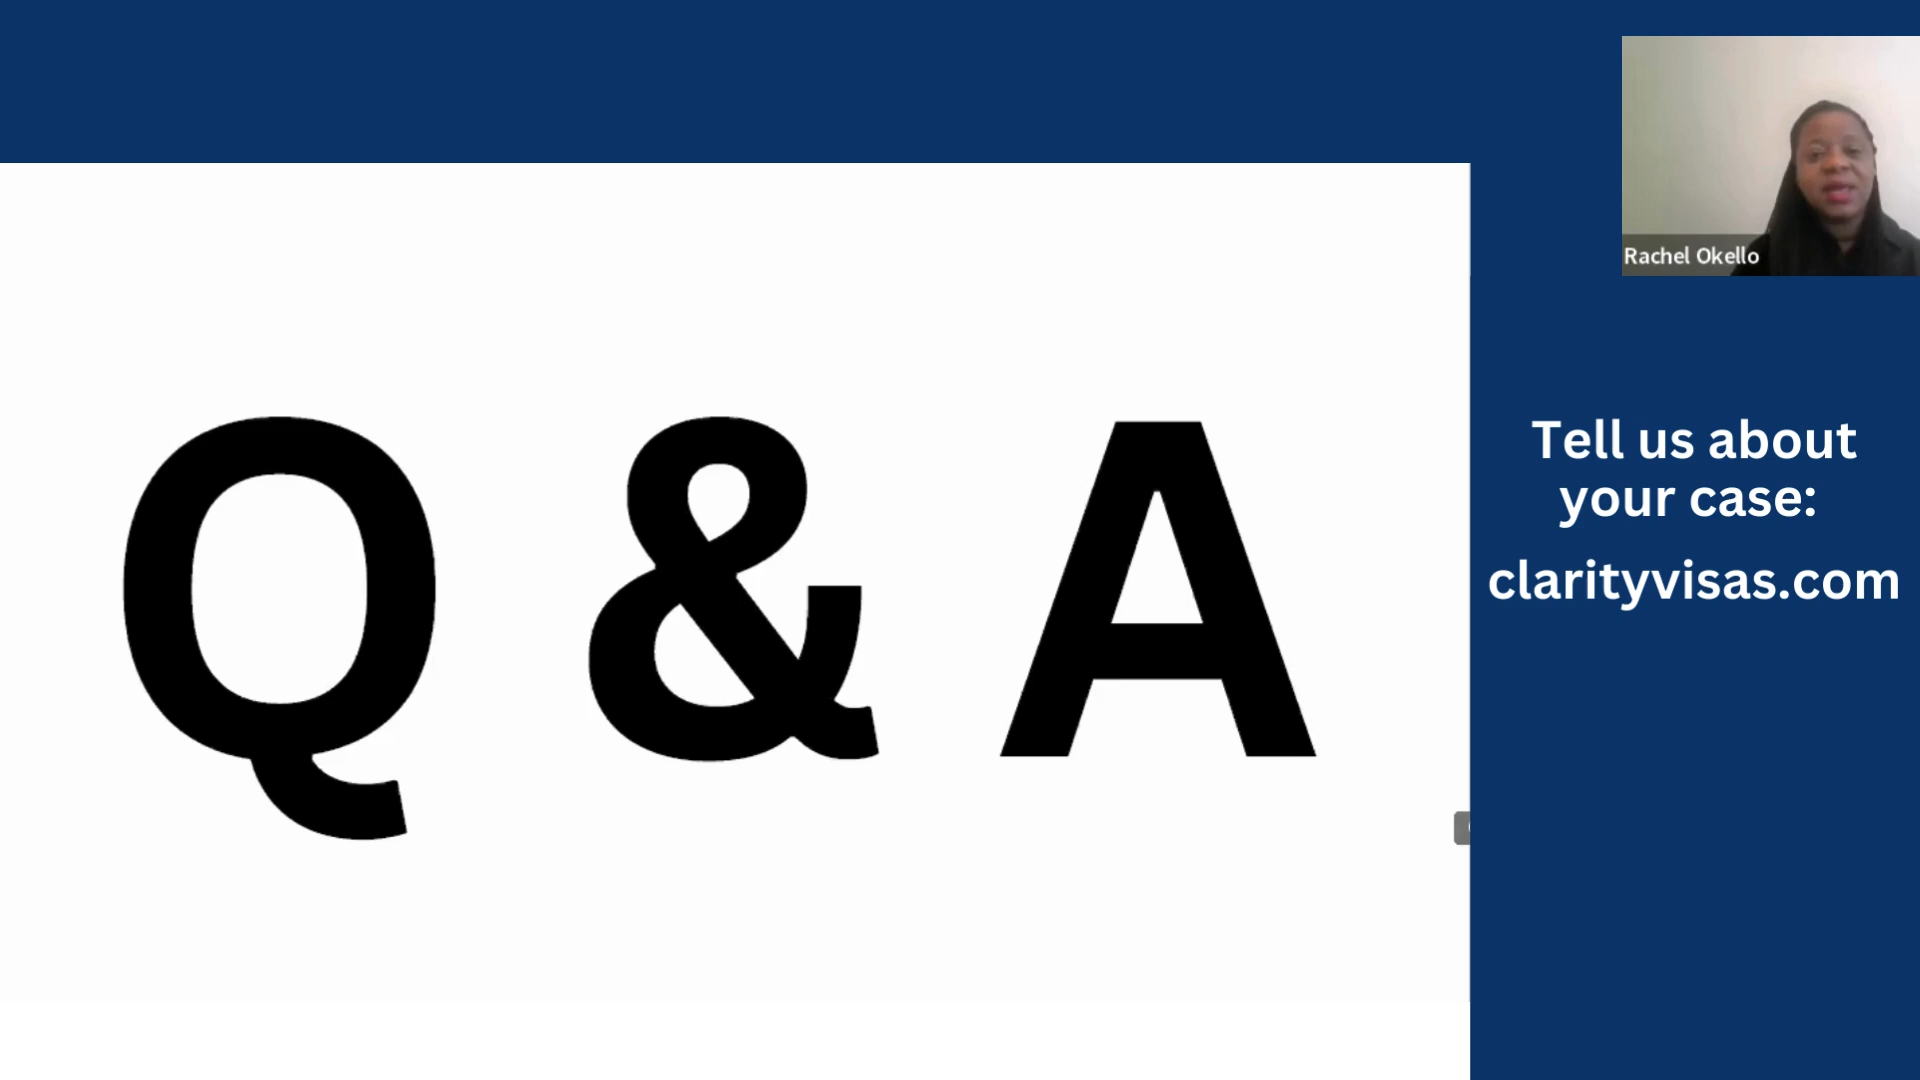 Q & A
Rachel Okello
Tell us about
your case:
clarityvisas.com